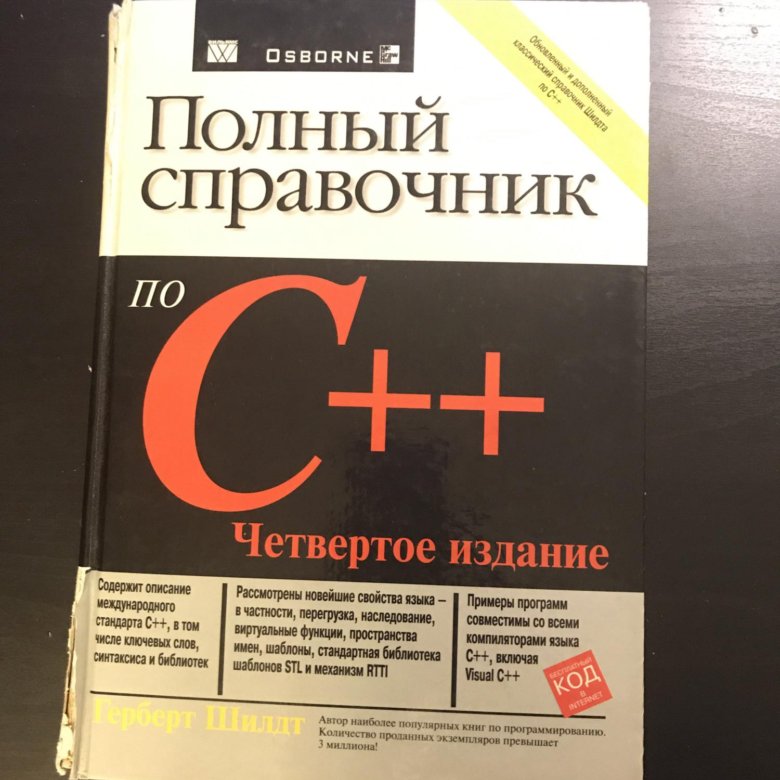 OSBORNE
Обновленный и дополненный
классический справочник Шилдта
по C++
Полный
справочник
по
C++
Четвертое издание
Содержит описание
международного
стандарта C++, в том
числе ключевых слов,
синтаксиса и библиотек
Рассмотрены новейшие свойства языка –
в частности, перегрузка, наследование,
виртуальные функции, пространства
имен, шаблоны, стандартная библиотека
шаблонов STL и механизм RTTI
Примеры программ
совместимы со всеми
компиляторами языка
C++, включая
Visual C++
БЕСПЛАТНЫЙ
КОД
В
INTERNET
Герберт Шилдт
Автор наиболее популярных книг по программированию.
Количество проданных экземпляров превышает
3 миллиона!